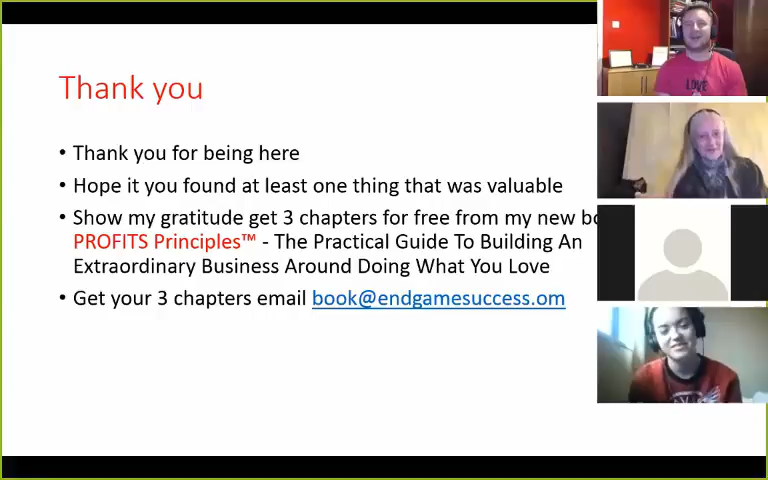 Thank you
• Thank you for being here
• Hope it you found at least one thing that was valuable
• Show my gratitude get 3 chapters for free from my new
PROFITS Principles™ - The Practical Guide To Building An
Extraordinary Business Around Doing What You Love
• Get your 3 chapters email book@endgamesuccess.om
LOVE